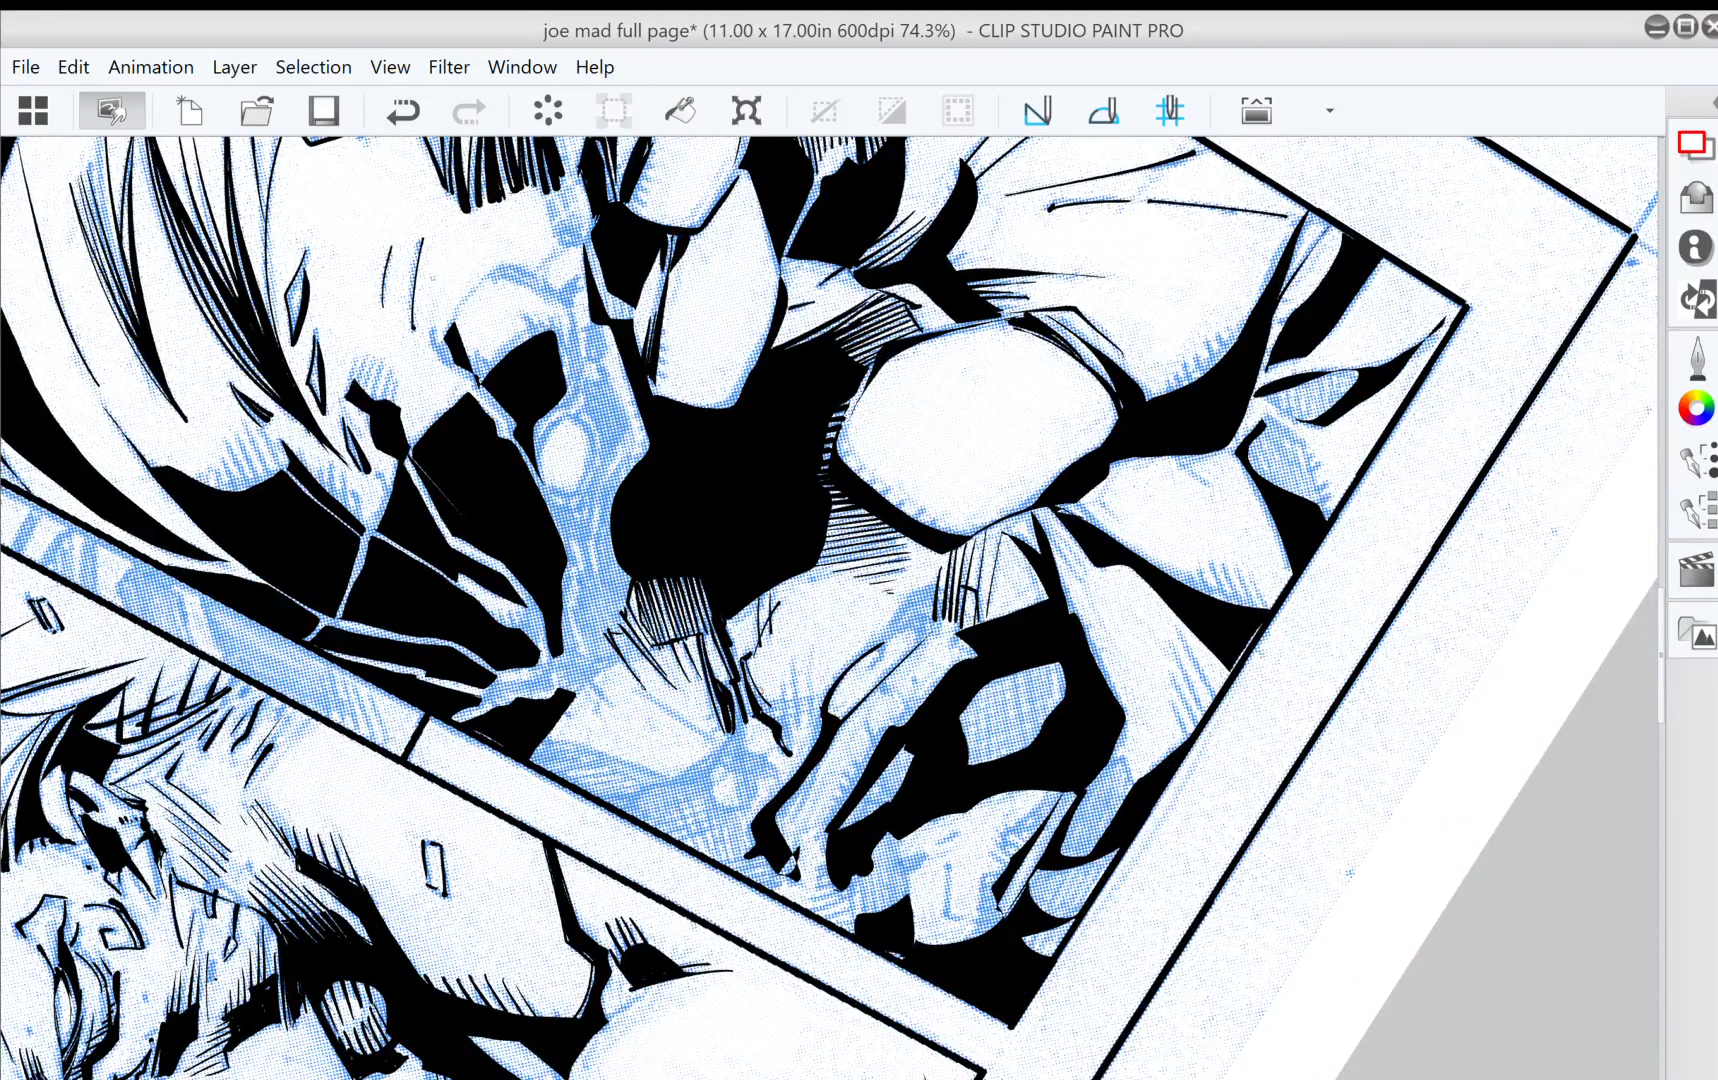 joe mad full page* (11.00 x 17.00in 600dpi 74.3%) - CLIP STUDIO PAINT PRO
File Edit Animation Layer Selection View Filter Window Help